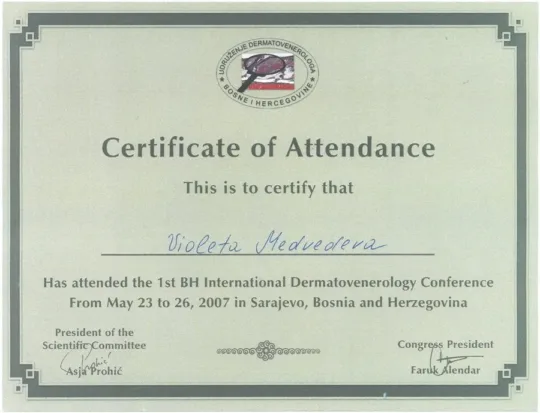 UDRUŽENJE DERMATOVENEROLOGA
BOSNE I HERCEGOVINE
Certificate of Attendance
This is to certify that
Violeta Medvedeva
Has attended the 1st BH International Dermatovenerology Conference
From May 23 to 26, 2007 in Sarajevo, Bosnia and Herzegovina
President of the
Scientific Committee
Asja Prohić
Congress President
Faruk Alendar